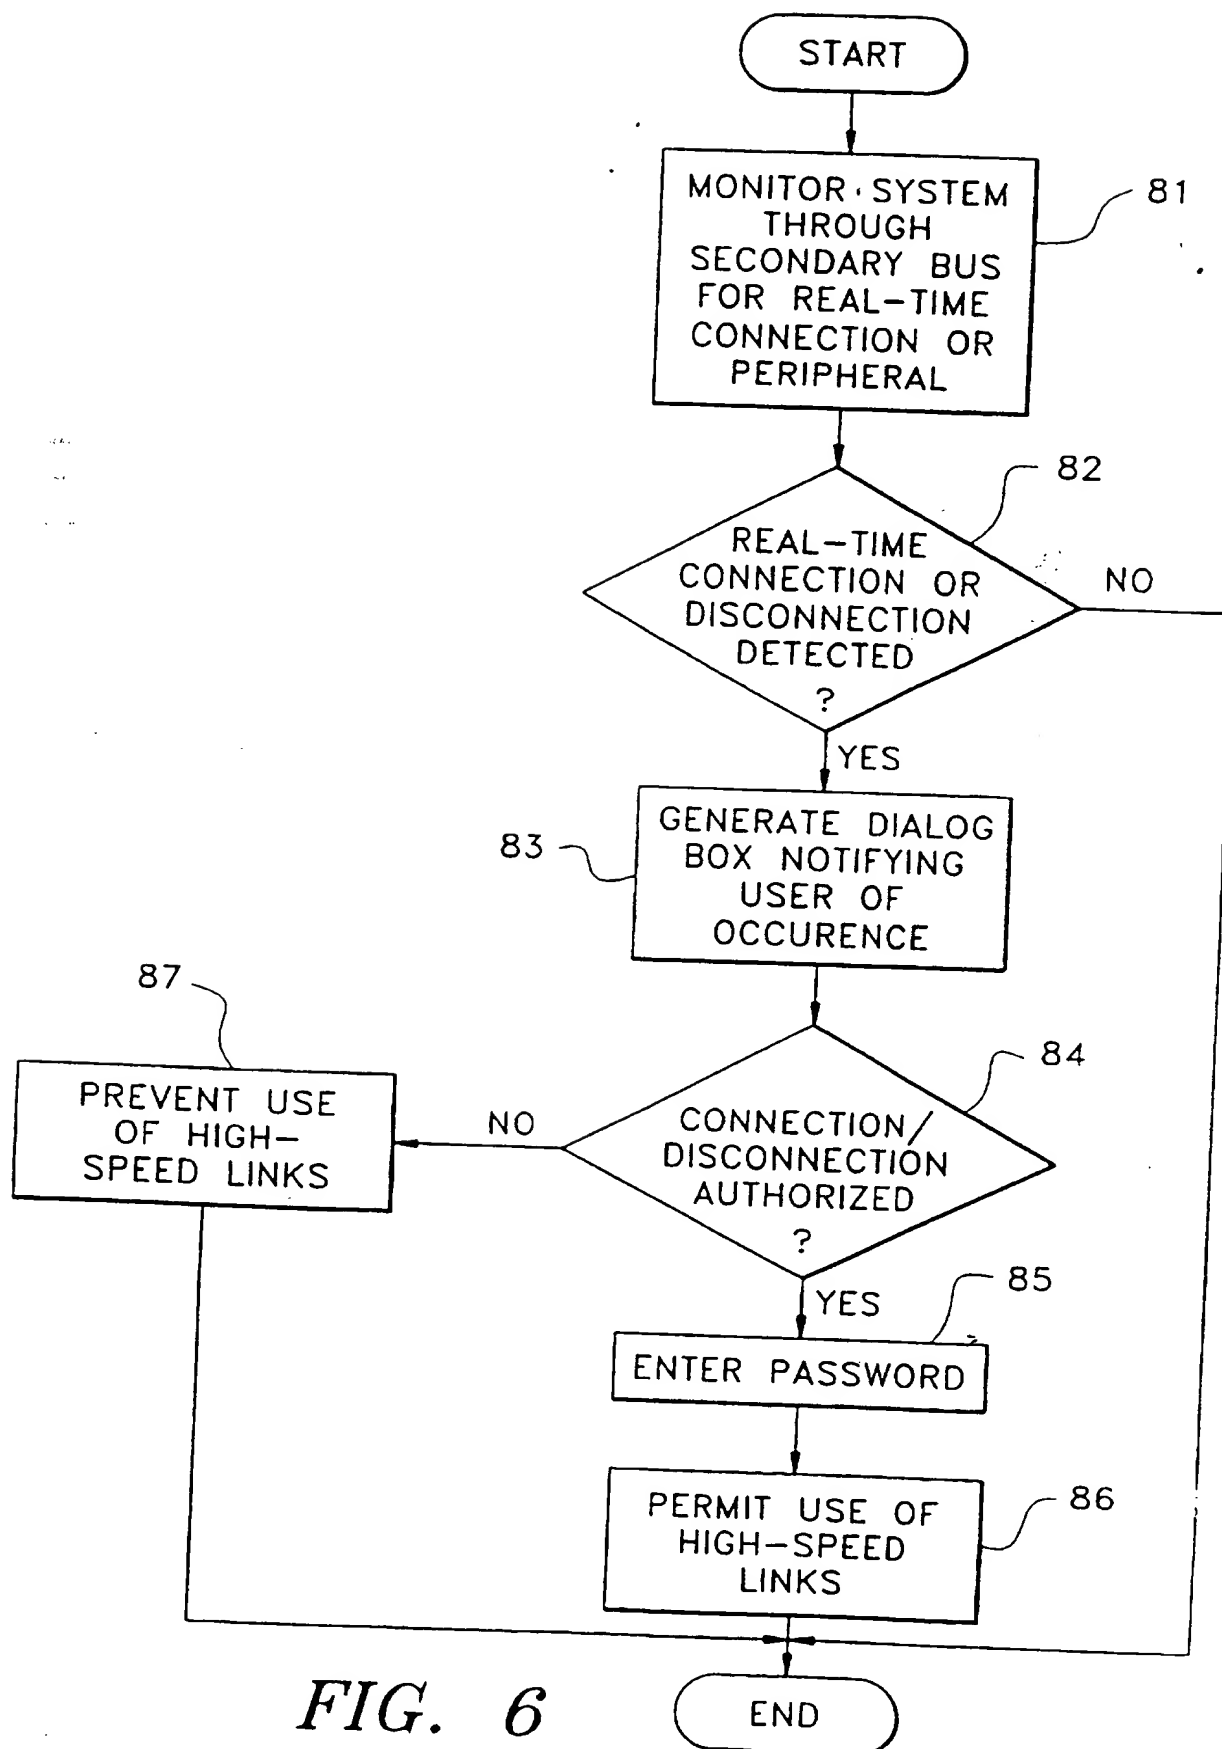 START
MONITOR SYSTEM
THROUGH
SECONDARY BUS
FOR REAL-TIME
CONNECTION OR
PERIPHERAL
81
82
REAL-TIME
CONNECTION OR
DISCONNECTION
DETECTED
?
NO
YES
83
GENERATE DIALOG
BOX NOTIFYING
USER OF
OCCURENCE
87
PREVENT USE
OF HIGH-
SPEED LINKS
NO
84
CONNECTION/
DISCONNECTION
AUTHORIZED
?
YES
85
ENTER PASSWORD
PERMIT USE OF
HIGH-SPEED
LINKS
86
END
FIG. 6